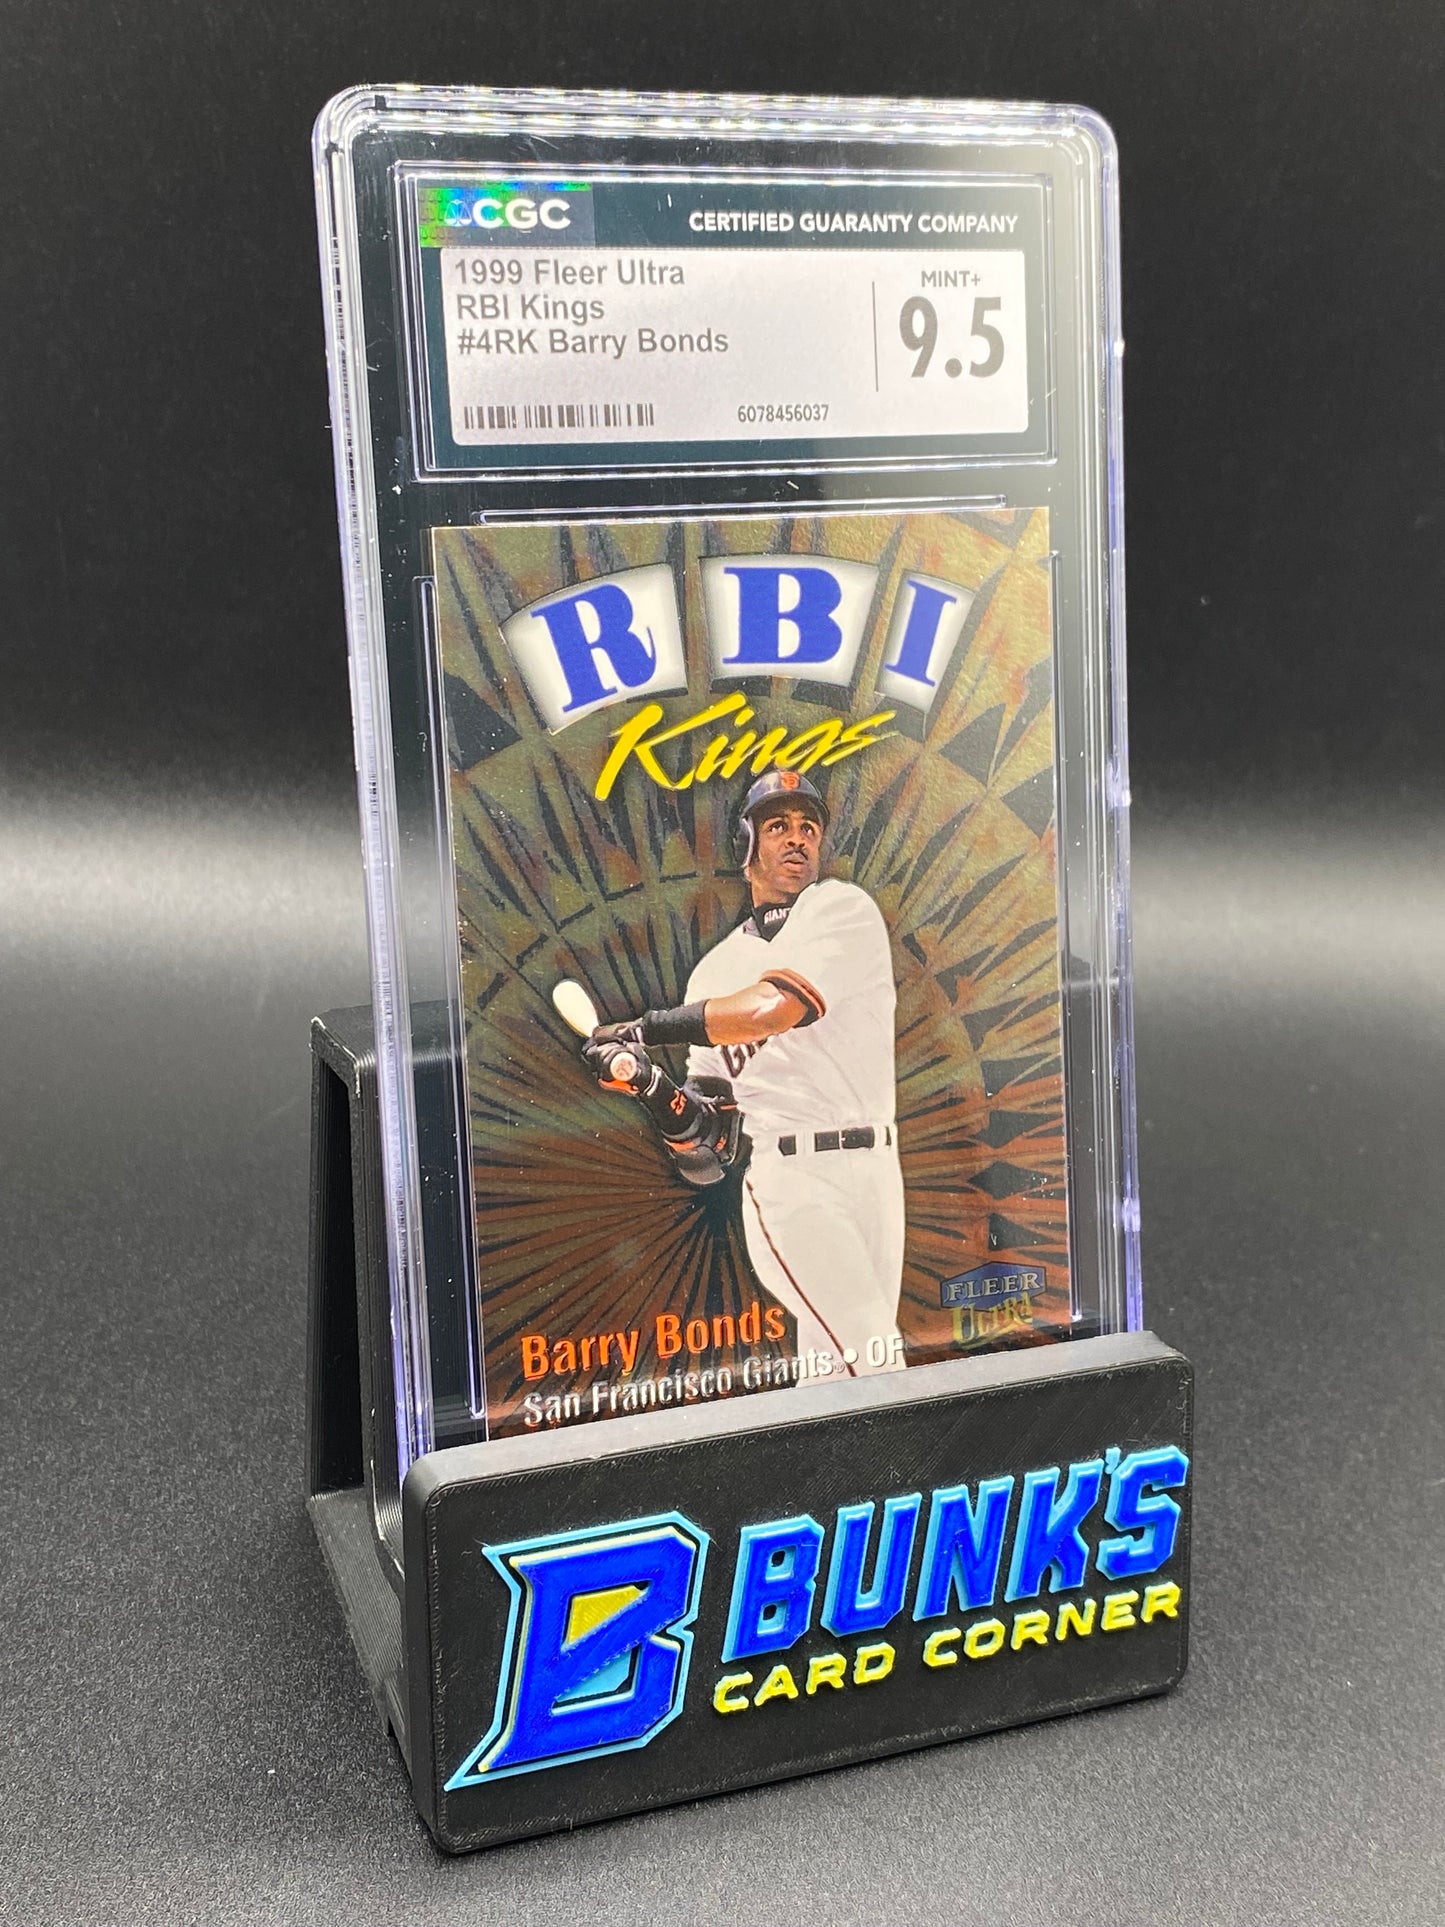 CGC
CERTIFIED GUARANTY COMPANY
1999 Fleer Ultra
RBI Kings
#4RK Barry Bonds
MINT+
9.5
6078456037
RBI
Kings
FLEER
ULTRA
Barry Bonds
San Francisco Giants • OF
B BUNK'S
CARD CORNER